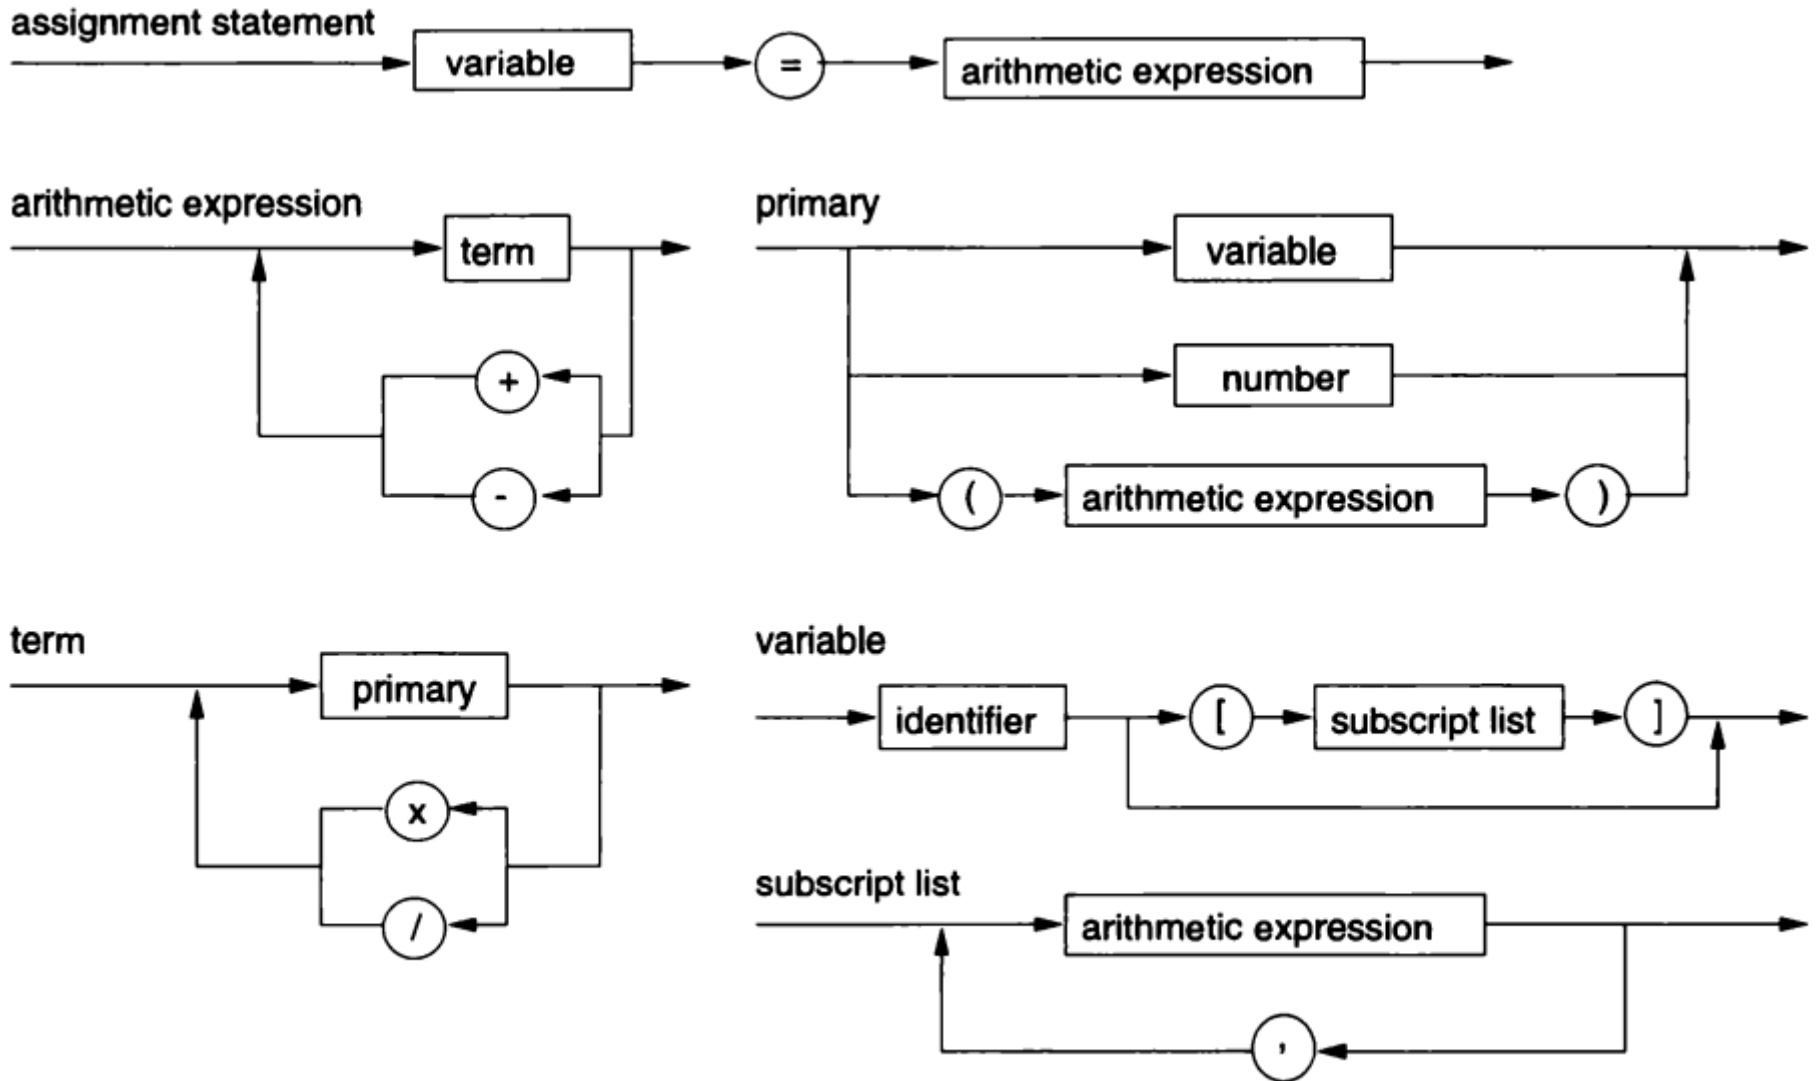 assignment statement
variable = arithmetic expression
arithmetic expression
term
+
-
primary
variable
number
( arithmetic expression )
term
primary
x
/
variable
identifier [ subscript list ]
subscript list
arithmetic expression
,